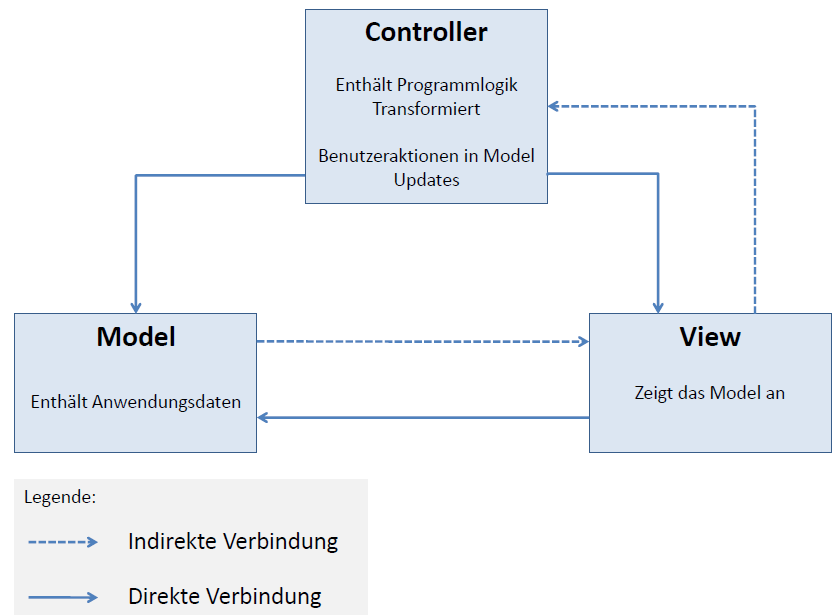 Controller
Enthält Programmlogik
Transformiert
Benutzeraktionen in Model
Updates
Model
Enthält Anwendungsdaten
View
Zeigt das Model an
Legende:
Indirekte Verbindung
Direkte Verbindung